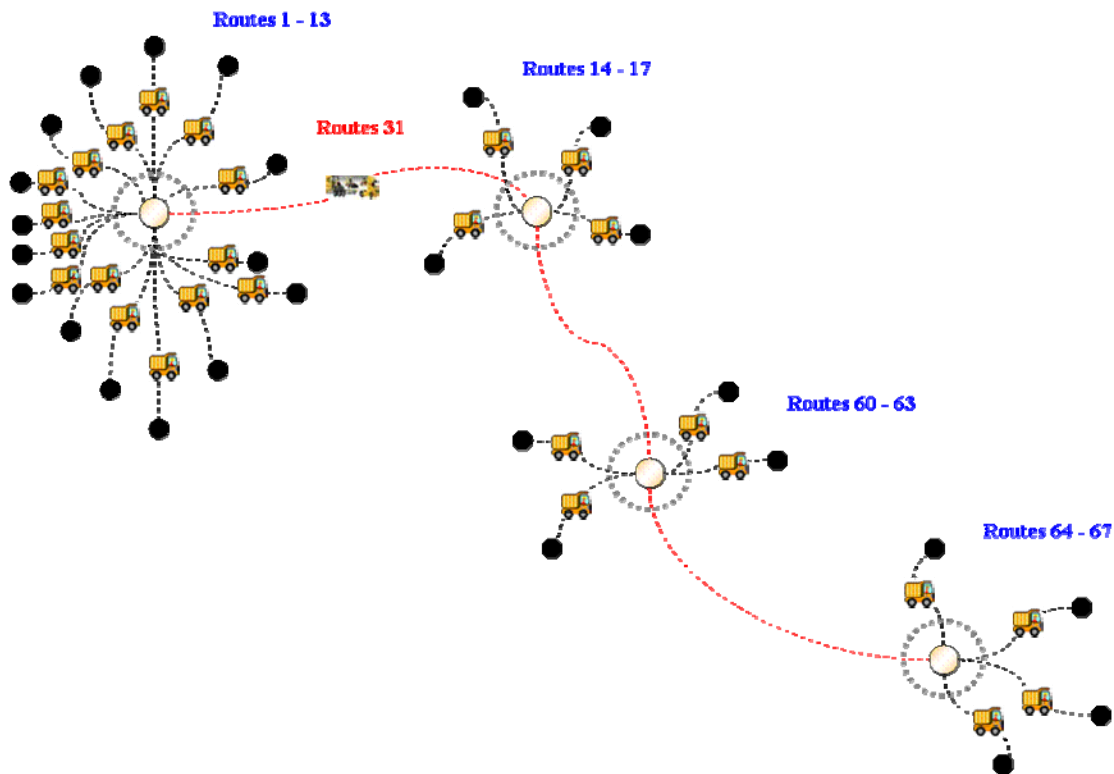 Routes 1 - 13
Routes 14 - 17
Routes 31
Routes 60 - 63
Routes 64 - 67